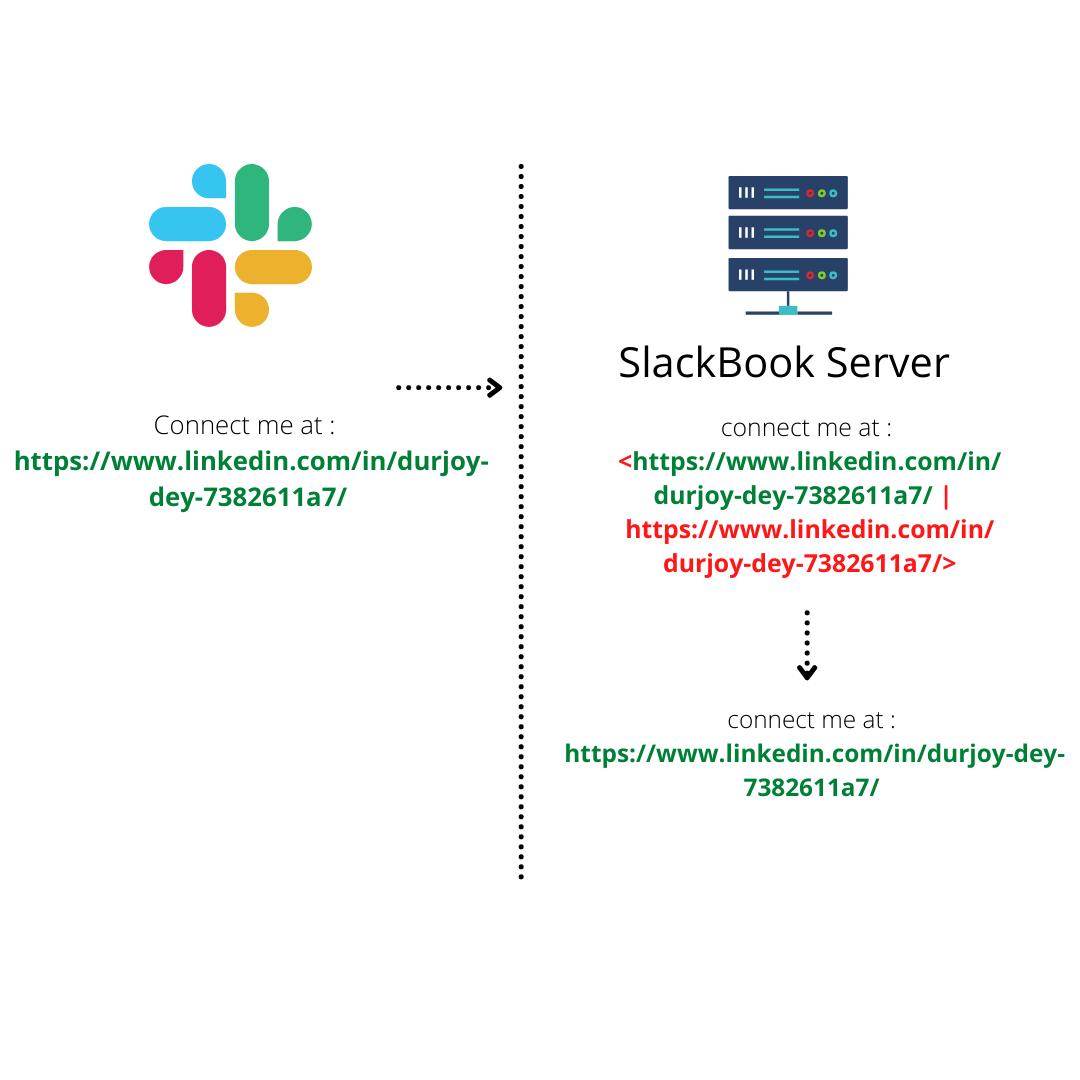 Connect me at :
https://www.linkedin.com/in/durjoy-
dey-7382611a7/
SlackBook Server
connect me at :
<https://www.linkedin.com/in/
durjoy-dey-7382611a7/ |
https://www.linkedin.com/in/
durjoy-dey-7382611a7/>
connect me at :
https://www.linkedin.com/in/durjoy-dey-
7382611a7/